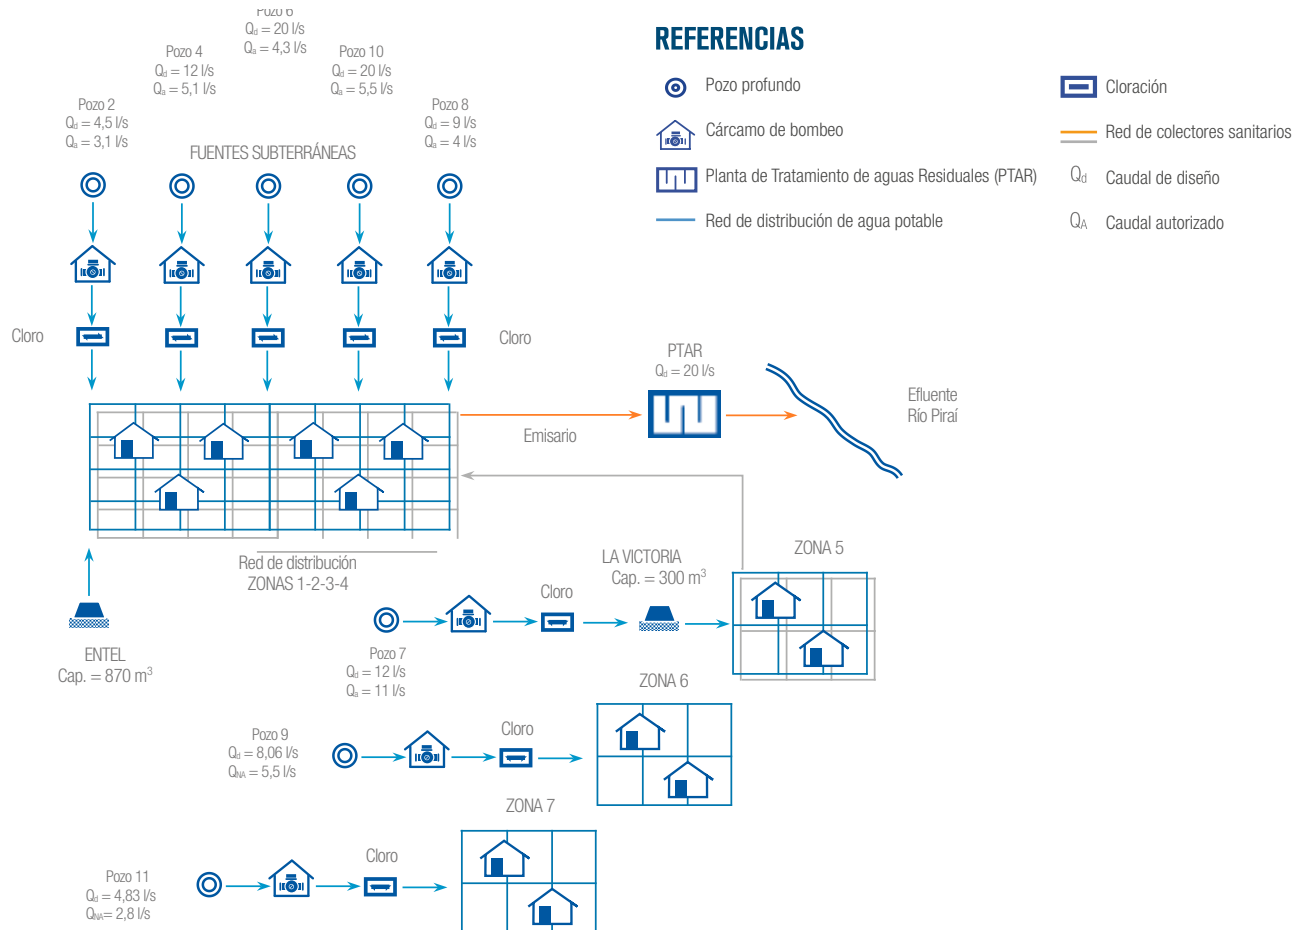 Pozo 6
Qd = 20 l/s
Qa = 4,3 l/s
Pozo 4
Qd = 12 l/s
Qa = 5,1 l/s
Pozo 10
Qd = 20 l/s
Qa = 5,5 l/s
Pozo 2
Qd = 4,5 l/s
Qa = 3,1 l/s
Pozo 8
Qd = 9 l/s
Qa = 4 l/s
FUENTES SUBTERRÁNEAS
REFERENCIAS
Pozo profundo
Cárcamo de bombeo
Planta de Tratamiento de aguas Residuales (PTAR)
Red de distribución de agua potable
Cloración
Red de colectores sanitarios
Qd Caudal de diseño
QA Caudal autorizado
Cloro
Cloro
PTAR
Qd = 20 l/s
Emisario
Efluente
Río Piraí
Red de distribución
ZONAS 1-2-3-4
ENTEL
Cap. = 870 m³
LA VICTORIA
Cap. = 300 m³
ZONA 5
Cloro
Pozo 7
Qd = 12 l/s
Qa = 11 l/s
ZONA 6
Cloro
Pozo 9
Qd = 8,06 l/s
QNA = 5,5 l/s
ZONA 7
Cloro
Pozo 11
Qd = 4,83 l/s
QNA= 2,8 l/s